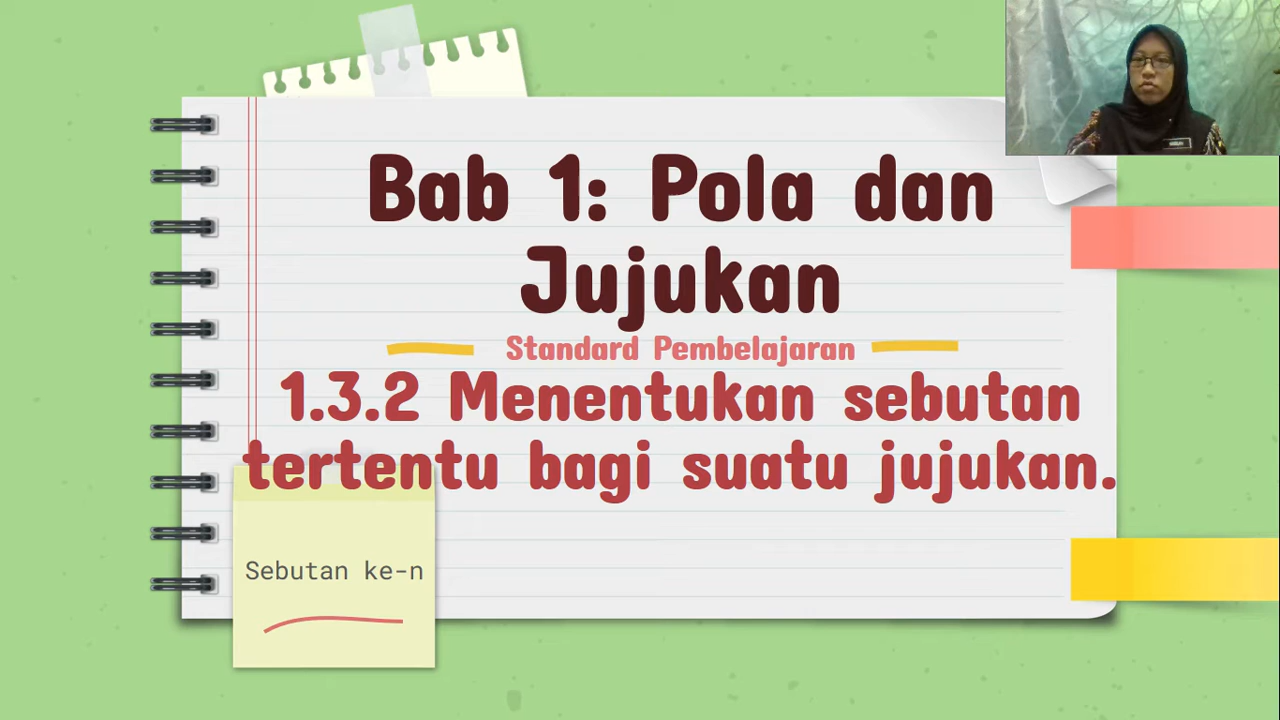 Bab 1: Pola dan
Jujukan
Standard Pembelajaran
1.3.2 Menentukan sebutan
tertentu bagi suatu jujukan.
Sebutan ke-n